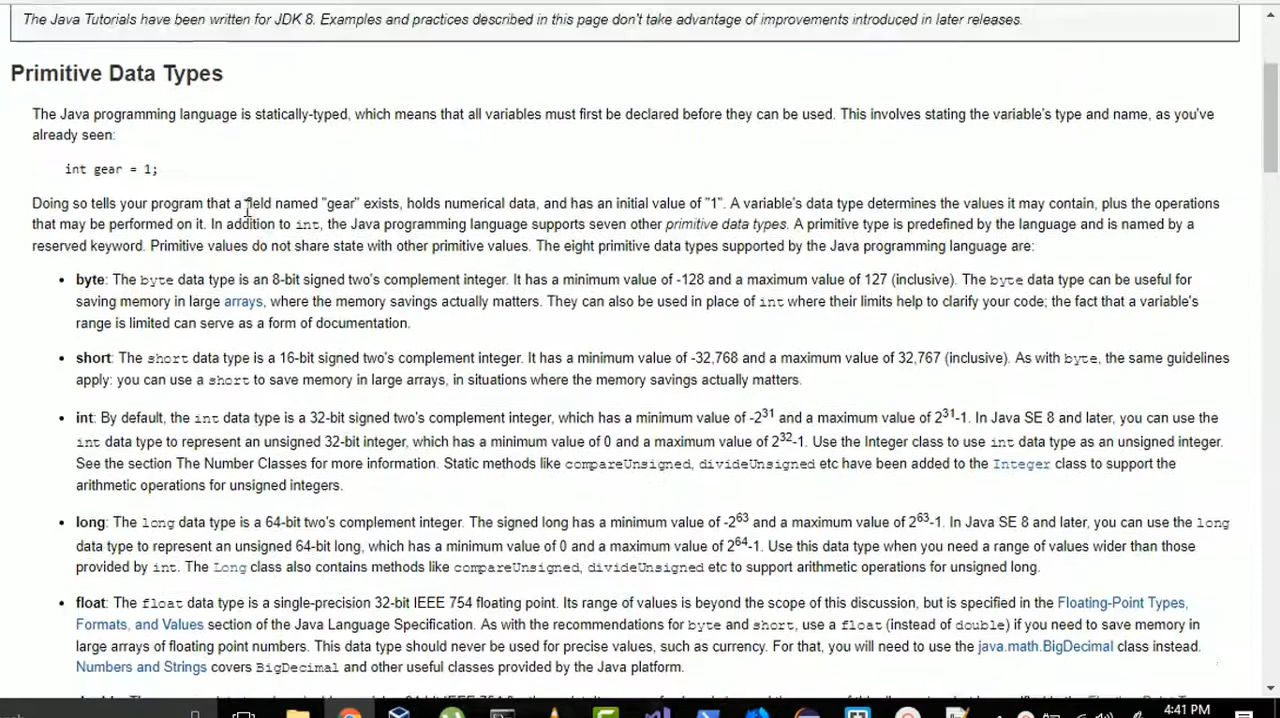 The Java Tutorials have been written for JDK 8. Examples and practices described in this page don't take advantage of improvements introduced in later releases.
Primitive Data Types
The Java programming language is statically-typed, which means that all variables must first be declared before they can be used. This involves stating the variable's type and name, as you've
already seen:
int gear = 1;
Doing so tells your program that a field named "gear" exists, holds numerical data, and has an initial value of "1". A variable's data type determines the values it may contain, plus the operations
that may be performed on it. In addition to int, the Java programming language supports seven other primitive data types. A primitive type is predefined by the language and is named by a
reserved keyword. Primitive values do not share state with other primitive values. The eight primitive data types supported by the Java programming language are:
• byte: The byte data type is an 8-bit signed two's complement integer. It has a minimum value of -128 and a maximum value of 127 (inclusive). The byte data type can be useful for
saving memory in large arrays, where the memory savings actually matters. They can also be used in place of int where their limits help to clarify your code; the fact that a variable's
range is limited can serve as a form of documentation.
• short: The short data type is a 16-bit signed two's complement integer. It has a minimum value of -32,768 and a maximum value of 32,767 (inclusive). As with byte, the same guidelines
apply: you can use a short to save memory in large arrays, in situations where the memory savings actually matters.
• int: By default, the int data type is a 32-bit signed two's complement integer, which has a minimum value of -2³¹ and a maximum value of 2³¹-1. In Java SE 8 and later, you can use the
int data type to represent an unsigned 32-bit integer, which has a minimum value of 0 and a maximum value of 2³²-1. Use the Integer class to use int data type as an unsigned integer.
See the section The Number Classes for more information. Static methods like compareUnsigned, divideUnsigned etc have been added to the Integer class to support the
arithmetic operations for unsigned integers.
• long: The long data type is a 64-bit two's complement integer. The signed long has a minimum value of -2⁶³ and a maximum value of 2⁶³-1. In Java SE 8 and later, you can use the long
data type to represent an unsigned 64-bit long, which has a minimum value of 0 and a maximum value of 2⁶⁴-1. Use this data type when you need a range of values wider than those
provided by int. The Long class also contains methods like compareUnsigned, divideUnsigned etc to support arithmetic operations for unsigned long.
• float: The float data type is a single-precision 32-bit IEEE 754 floating point. Its range of values is beyond the scope of this discussion, but is specified in the Floating-Point Types,
Formats, and Values section of the Java Language Specification. As with the recommendations for byte and short, use a float (instead of double) if you need to save memory in
large arrays of floating point numbers. This data type should never be used for precise values, such as currency. For that, you will need to use the java.math.BigDecimal class instead.
Numbers and Strings covers BigDecimal and other useful classes provided by the Java platform.
4:41 PM